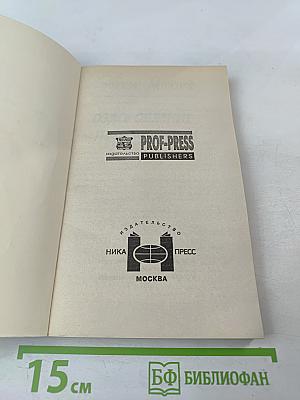 издательство
PROF-PRESS
PUBLISHERS
ИЗДАТЕЛЬСТВО
НИКА ПРЕСС
МОСКВА
15 см
БФ БИБЛИОФАН